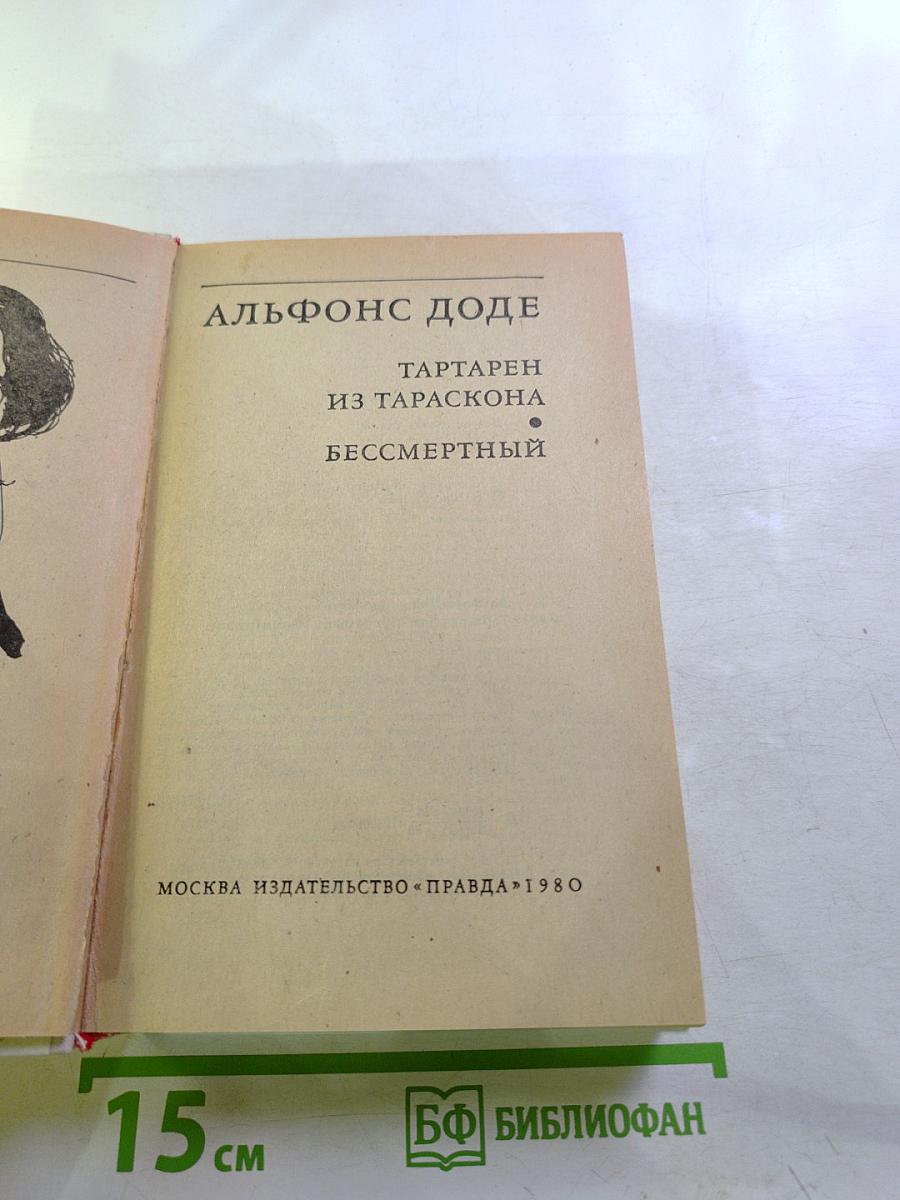 АЛЬФОНС ДОДЕ
ТАРТАРЕН
ИЗ ТАРАСКОНА
•
БЕССМЕРТНЫЙ
МОСКВА ИЗДАТЕЛЬСТВО «ПРАВДА» 1980
15 см
БФ БИБЛИОФАН